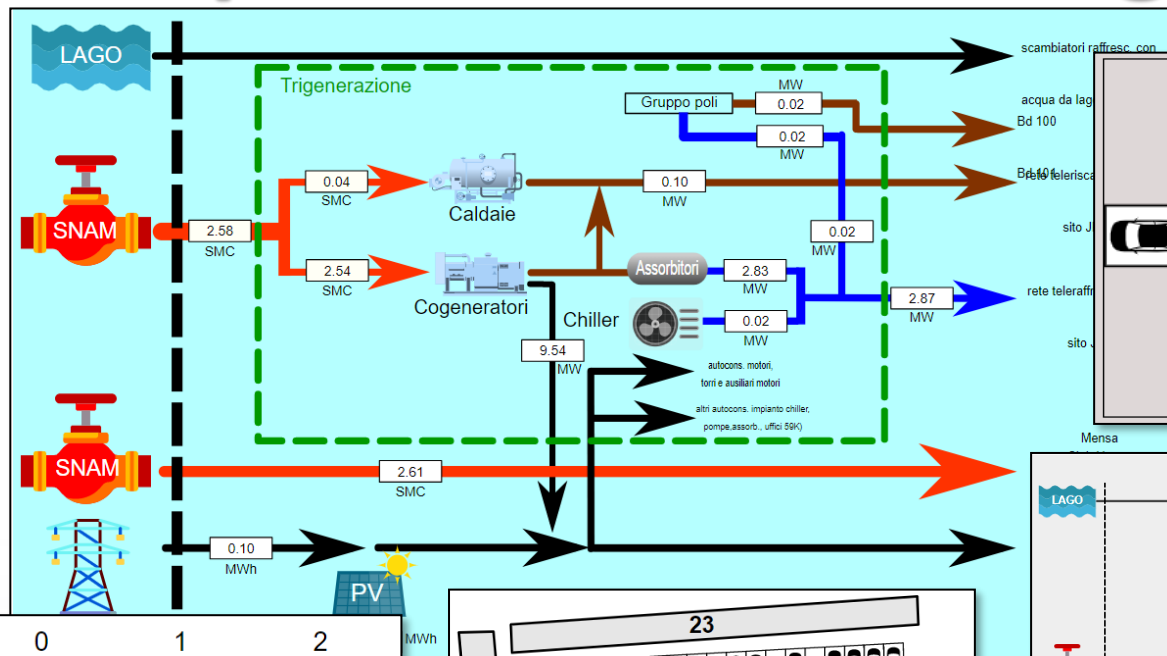 LAGO
scambiatori raffresc. con
Trigenerazione
MW
Gruppo poli
0.02
acqua da lag
Bd 100
0.02
MW
0.04
SMC
Caldaie
0.10
MW
Bd 101
SNAM
2.58
SMC
0.02
MW
sito J
2.54
SMC
Cogeneratori
Assorbitori
2.83
MW
rete teleraffr
2.87
MW
Chiller
0.02
MW
9.54
MW
sito J
autocons. motori,
torri e ausiliari motori
altri autocons. impianto chiller,
pompe,assorb., uffici 59K)
Mensa
SNAM
2.61
SMC
LAGO
0.10
MWh
PV
MWh
0 1 2
23